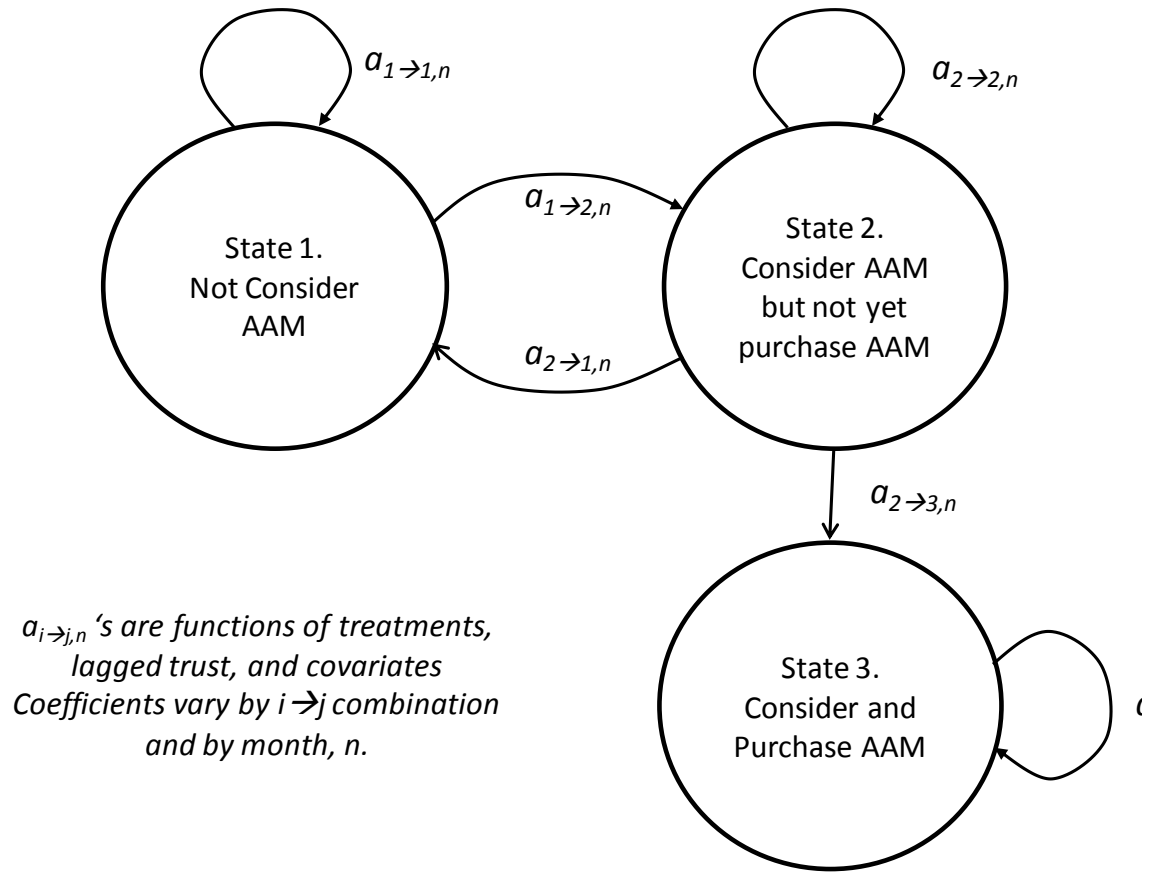 a1→1,n
a2→2,n
a1→2,n
State 1.
Not Consider
AAM
State 2.
Consider AAM
but not yet
purchase AAM
a2→1,n
a2→3,n
ai→j,n ‘s are functions of treatments,
lagged trust, and covariates
Coefficients vary by i→j combination
and by month, n.
State 3.
Consider and
Purchase AAM